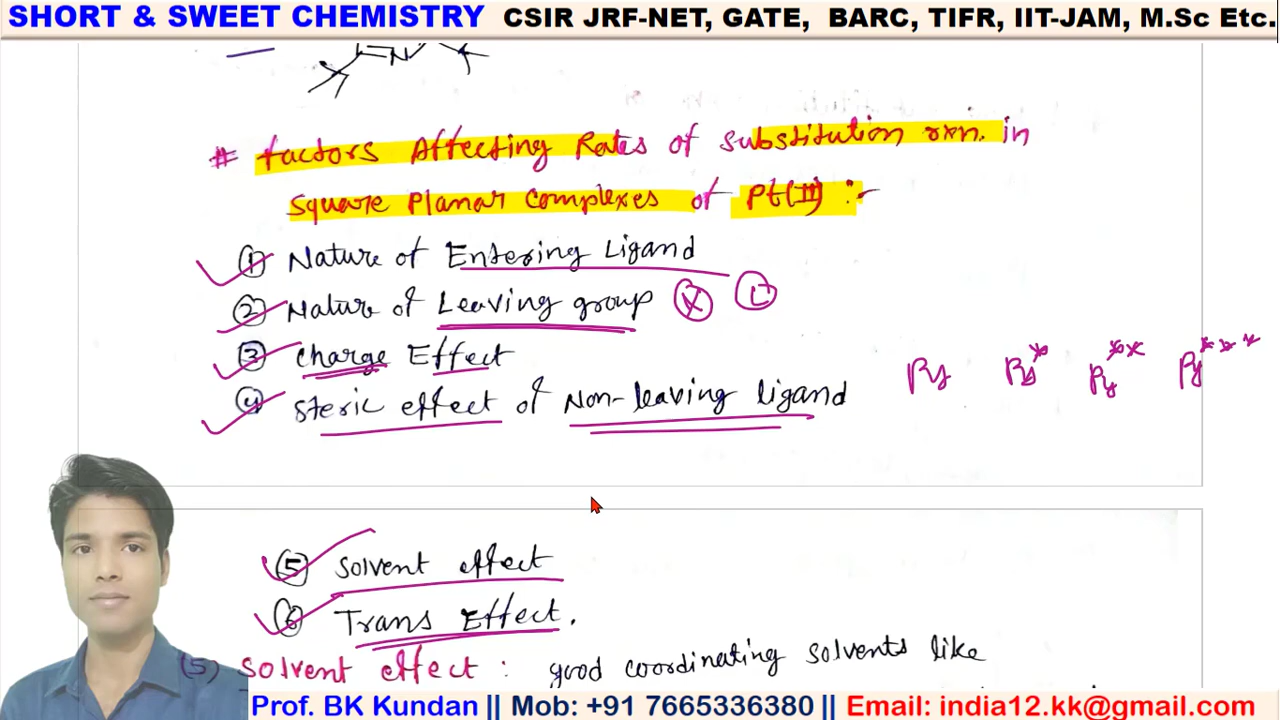 SHORT & SWEET CHEMISTRY CSIR JRF-NET, GATE, BARC, TIFR, IIT-JAM, M.Sc Etc.
N
# Factors Affecting Rates of substitution rxn. in
Square Planar Complexes of Pt(II) :-
① Nature of Entering Ligand
② Nature of Leaving group X L
③ Charge Effect
Py Py* Py** Py***
④ Steric effect of Non-leaving ligand
⑤ Solvent effect
⑥ Trans Effect.
(5) Solvent effect : good coordinating solvents like
Prof. BK Kundan || Mob: +91 7665336380 || Email: india12.kk@gmail.com